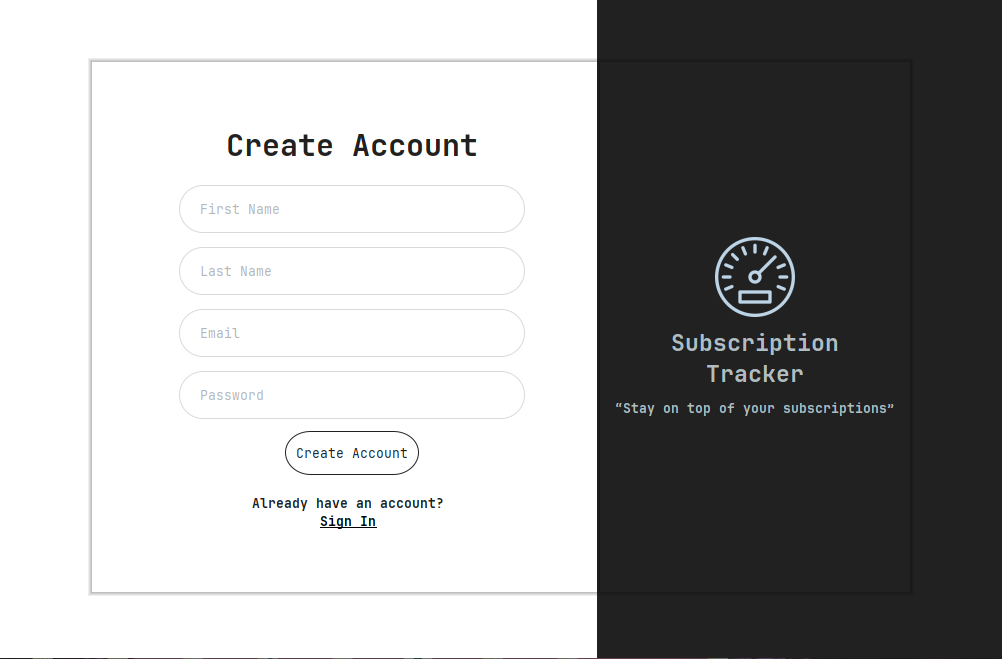 Create Account
First Name
Last Name
Email
Password
Create Account
Already have an account?
Sign In
Subscription
Tracker
“Stay on top of your subscriptions”